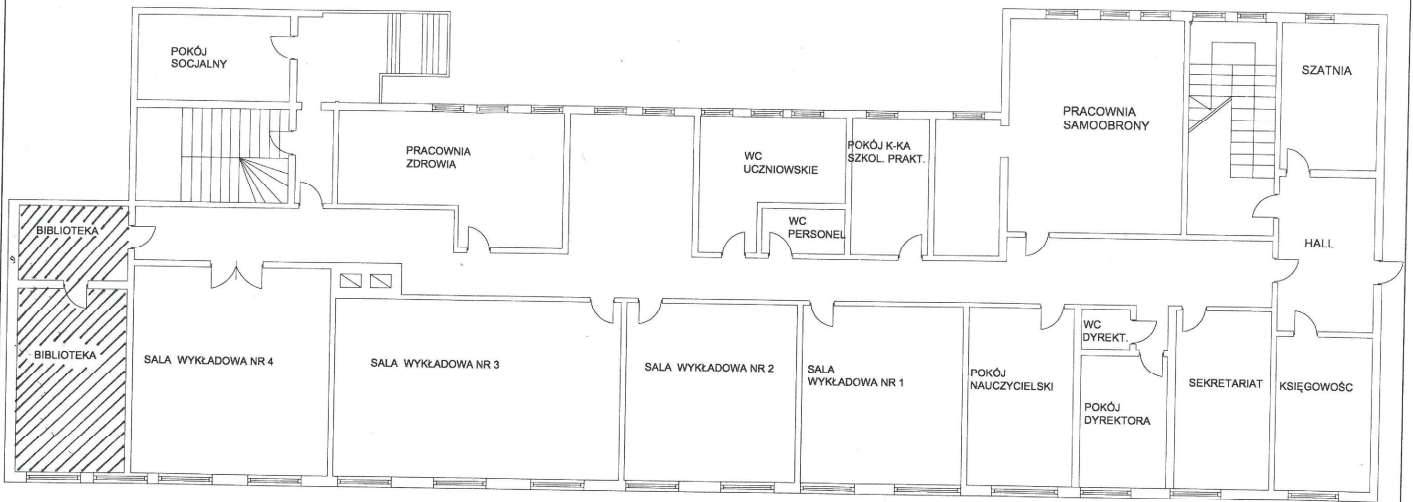 POKÓJ
SOCJALNY
PRACOWNIA
ZDROWIA
WC
UCZNIOWSKIE
WC
PERSONEL
POKÓJ K-KA
SZKOL. PRAKT.
PRACOWNIA
SAMOOBRONY
SZATNIA
HALL
BIBLIOTEKA
BIBLIOTEKA
SALA WYKŁADOWA NR 4
SALA WYKŁADOWA NR 3
SALA WYKŁADOWA NR 2
SALA
WYKŁADOWA NR 1
POKÓJ
NAUCZYCIELSKI
WC
DYREKT.
POKÓJ
DYREKTORA
SEKRETARIAT
KSIĘGOWOŚC